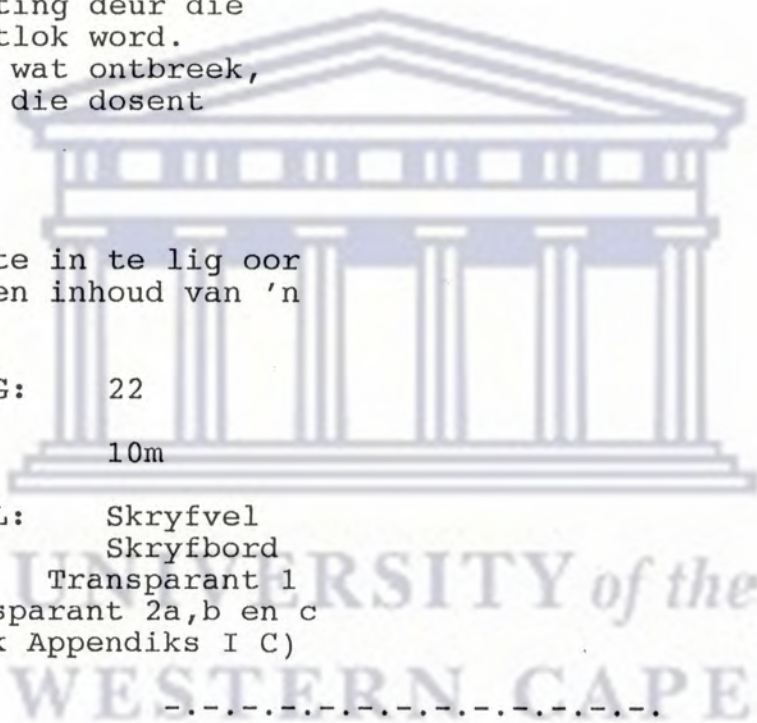 ting deur die
tlok word.
wat ontbreek,
die dosent
te in te lig oor
en inhoud van 'n
G: 22
10m
L: Skryfvel
Skryfbord
Transparant 1
sparant 2a,b en c
k Appendiks I C)
UNIVERSITY of the
WESTERN CAPE
-.-.-.-.-.-.-.-.-.-.-.-.-.